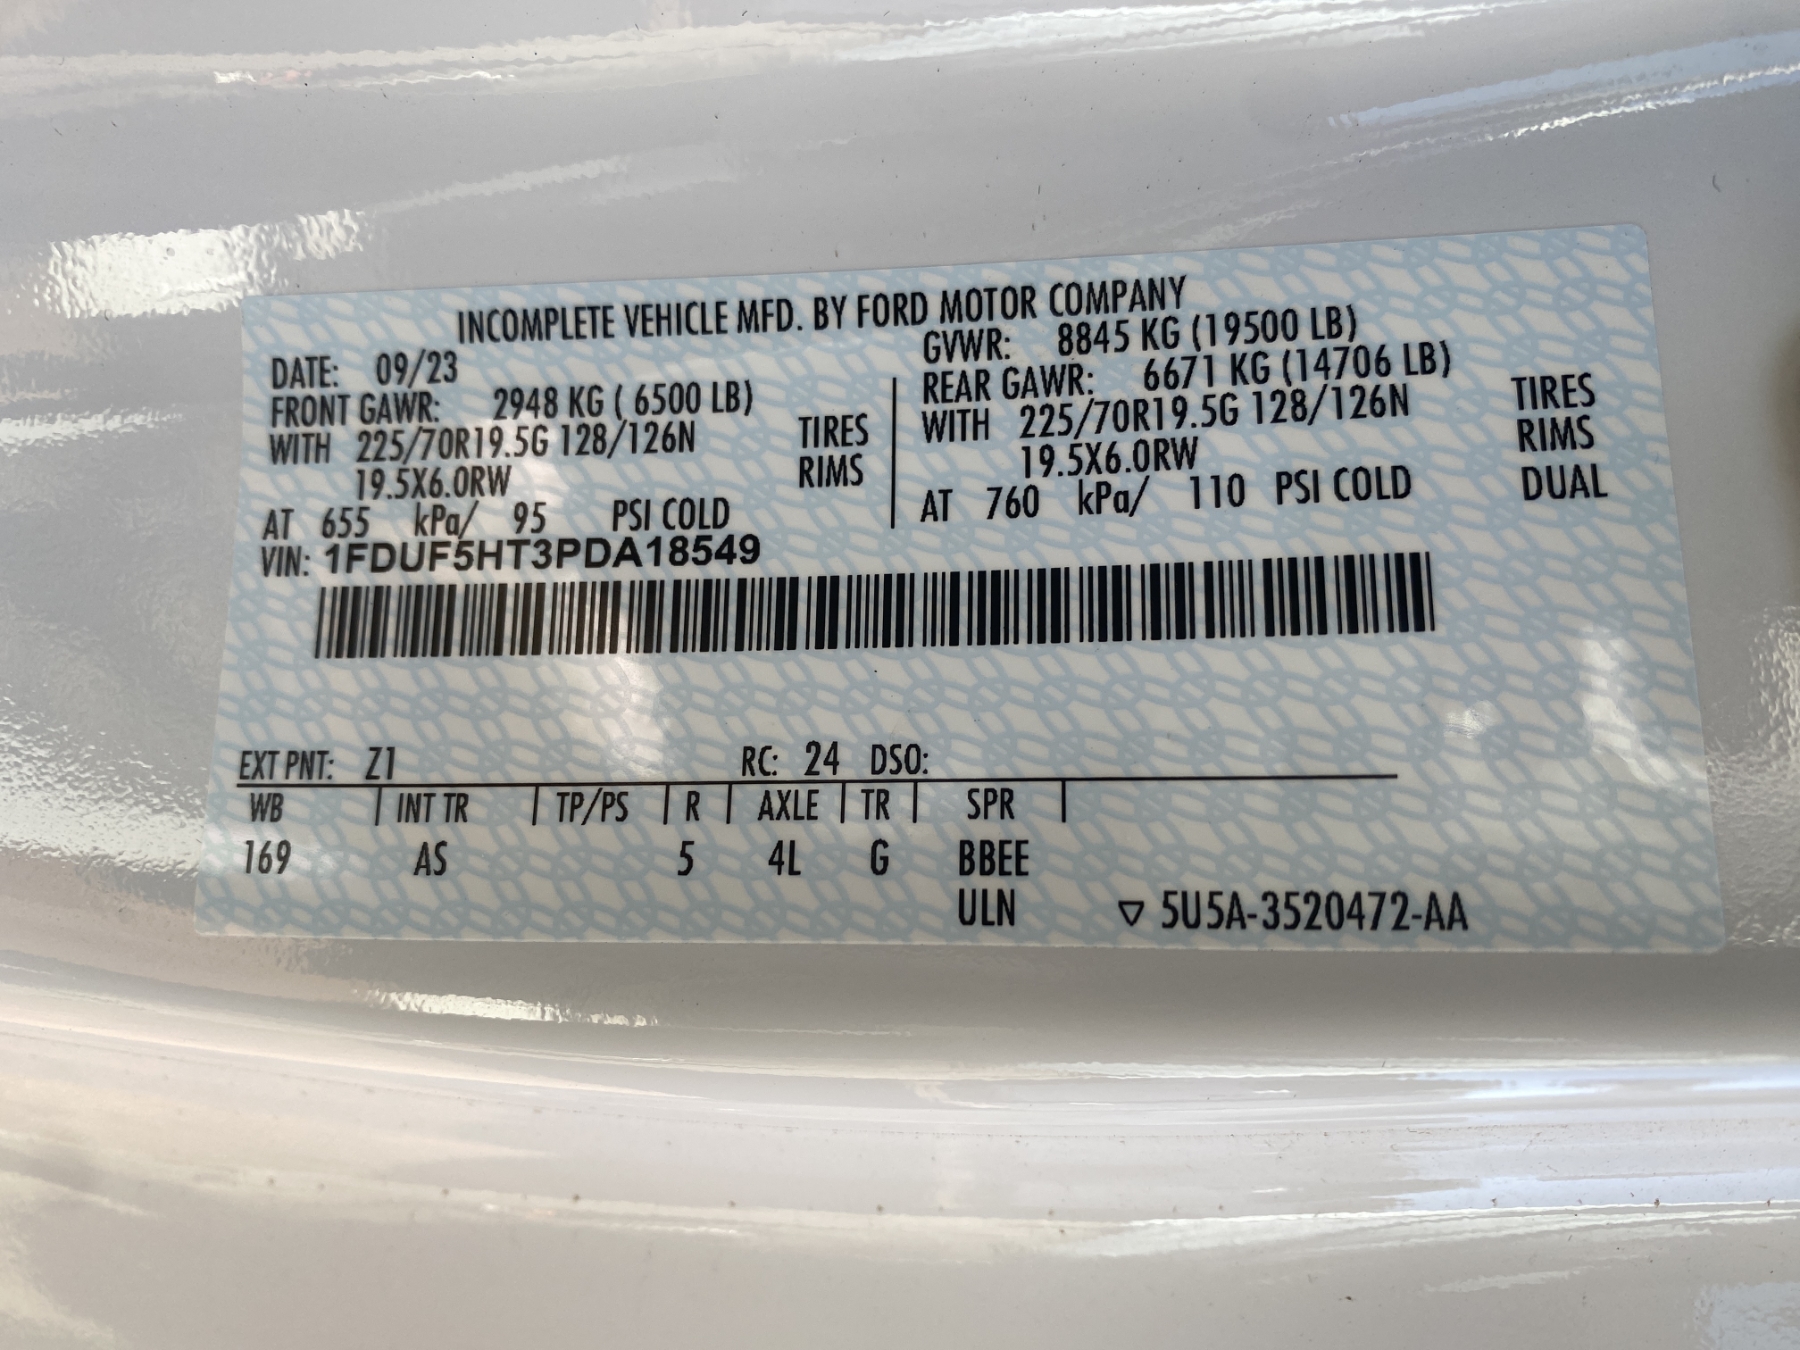 INCOMPLETE VEHICLE MFD. BY FORD MOTOR COMPANY
DATE: 09/23
GVWR: 8845 KG (19500 LB)
FRONT GAWR: 2948 KG ( 6500 LB)
REAR GAWR: 6671 KG (14706 LB)
WITH 225/70R19.5G 128/126N TIRES
19.5X6.0RW RIMS
AT 655 kPa/ 95 PSI COLD
WITH 225/70R19.5G 128/126N TIRES
19.5X6.0RW RIMS
AT 760 kPa/ 110 PSI COLD DUAL
VIN: 1FDUF5HT3PDA18549
EXT PNT: Z1 RC: 24 DSO:
WB | INT TR | TP/PS | R | AXLE | TR | SPR |
169 AS 5 4L G BBEE
ULN ▽ 5U5A-3520472-AA